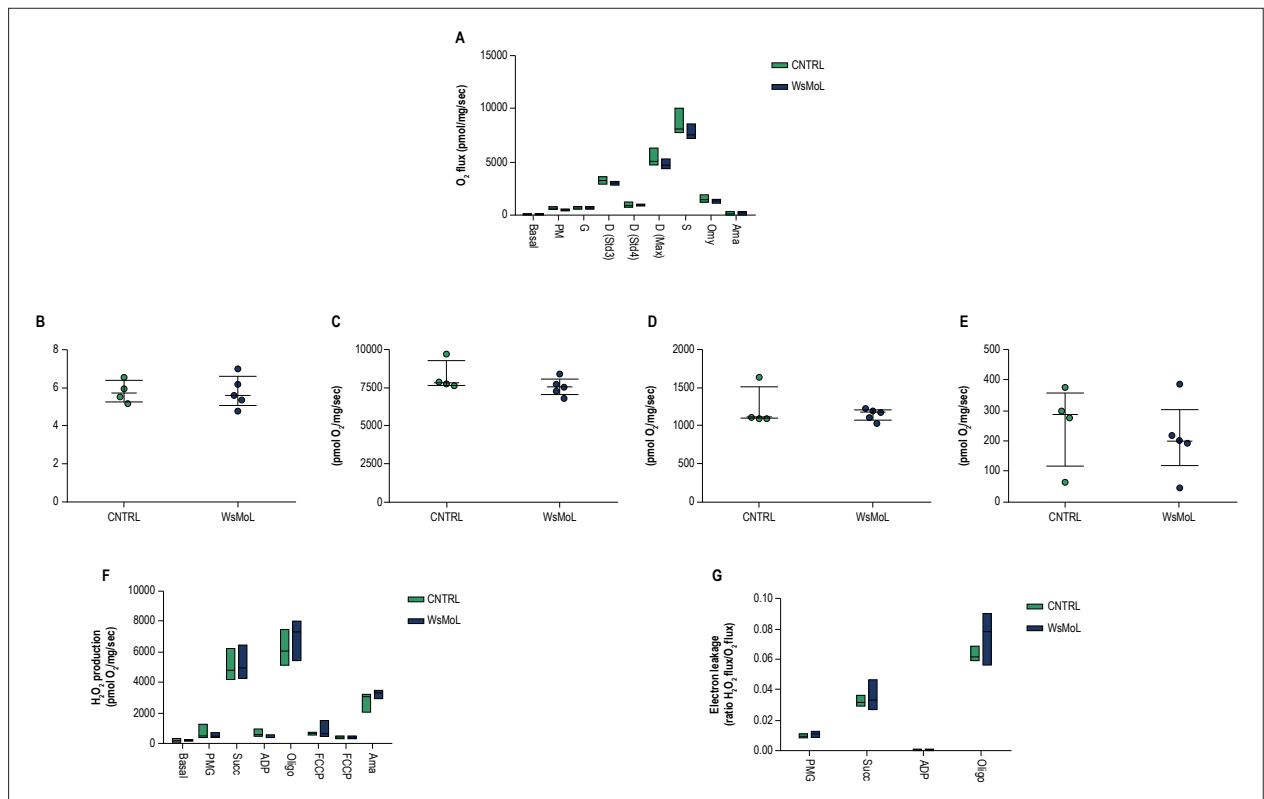 A
15000
10000
5000
0
O₂ flux (pmol/mg/sec)
CNTRL
WsMoL
Basal
PM
G
D (Std3)
D (Std4)
D (Max)
S
Omy
Ama
B
8
6
4
2
0
CNTRL
WsMoL
C
10000
7500
5000
2500
0
(pmol O₂/mg/sec)
CNTRL
WsMoL
D
2000
1500
1000
500
0
(pmol O₂/mg/sec)
CNTRL
WsMoL
E
500
400
300
200
100
0
(pmol O₂/mg/sec)
CNTRL
WsMoL
F
10000
8000
6000
4000
2000
0
H₂O₂ production
(pmol O₂/mg/sec)
CNTRL
WsMoL
Basal
PMG
Succ
ADP
Oligo
FCCP
FCCP
Ama
G
0.10
0.08
0.06
0.04
0.02
0.00
Electron leakage
(ratio H₂O₂ flux/O₂ flux)
CNTRL
WsMoL
PMG
Succ
ADP
Oligo